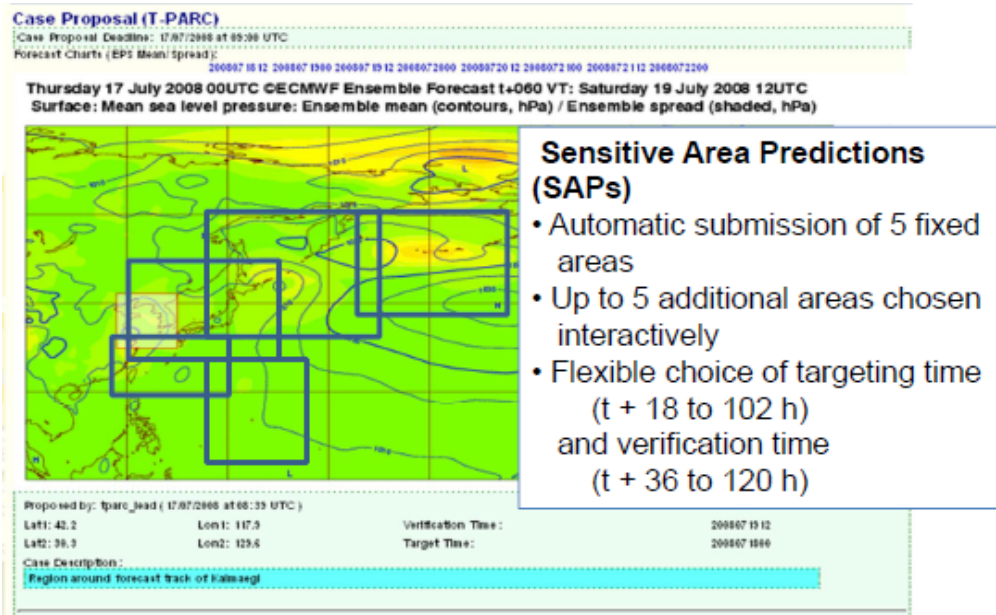 Case Proposal (T-PARC)
Case Proposal Deadline: 17/07/2008 at 09:00 UTC
Forecast Charts (EPS Mean/Spread):
2008071812 2008071900 2008071912 2008072000 2008072012 2008072100 2008072112 2008072200
Thursday 17 July 2008 00UTC ©ECMWF Ensemble Forecast t+060 VT: Saturday 19 July 2008 12UTC
Surface: Mean sea level pressure: Ensemble mean (contours, hPa) / Ensemble spread (shaded, hPa)
Sensitive Area Predictions
(SAPs)
• Automatic submission of 5 fixed
areas
• Up to 5 additional areas chosen
interactively
• Flexible choice of targeting time
(t + 18 to 102 h)
and verification time
(t + 36 to 120 h)
L
H
H
L
Proposed by: tparc_lead ( 17/07/2008 at 08:39 UTC )
Lat1: 42.2 Lon1: 117.9 Verification Time: 2008071912
Lat2: 30.3 Lon2: 129.6 Target Time: 2008071800
Case Description:
Region around forecast track of Kalmaegi